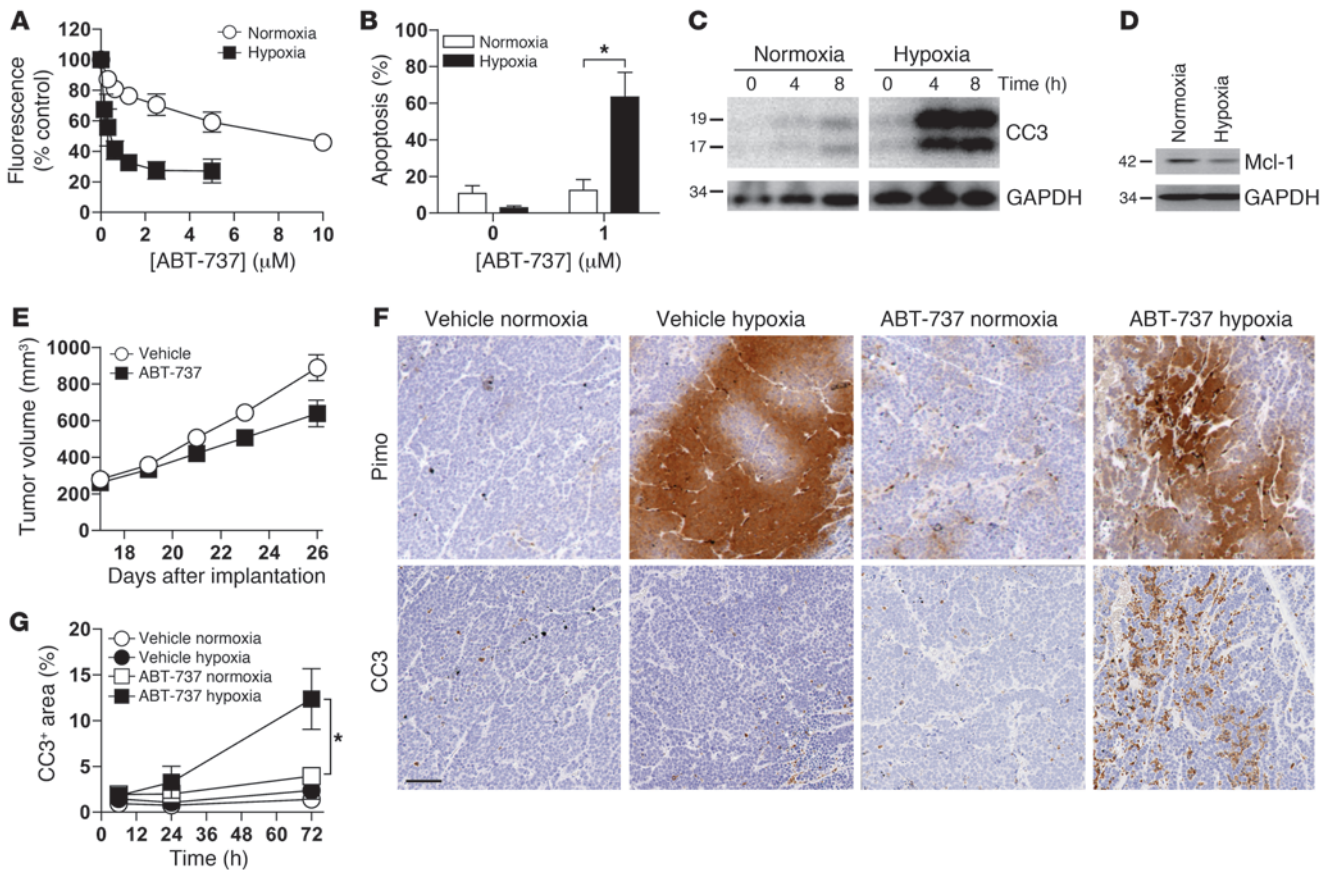 A
120
100
80
60
40
20
0
Fluorescence
(% control)
Normoxia
Hypoxia
0 2 4 6 8 10
[ABT-737] (μM)
B
100
80
60
40
20
0
Apoptosis (%)
Normoxia
Hypoxia
*
0 1
[ABT-737] (μM)
C
Normoxia Hypoxia
0 4 8 0 4 8 Time (h)
19
17
CC3
34
GAPDH
D
Normoxia
Hypoxia
42 Mcl-1
34 GAPDH
E
1000
800
600
400
200
0
Tumor volume (mm³)
Vehicle
ABT-737
18 20 22 24 26
Days after implantation
F
Vehicle normoxia Vehicle hypoxia ABT-737 normoxia ABT-737 hypoxia
Pimo
CC3
G
20
15
10
5
0
CC3⁺ area (%)
Vehicle normoxia
Vehicle hypoxia
ABT-737 normoxia
ABT-737 hypoxia
*
0 12 24 36 48 60 72
Time (h)